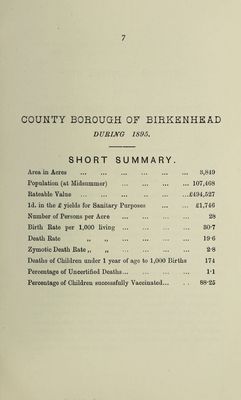 7
COUNTY BOROUGH OF BIRKENHEAD
DURING 1895.
SHORT SUMMARY.
Area in Acres ... ... ... ... ... ... 3,849
Population (at Midsummer) ... ... ... ... 107,468
Rateable Value ... ... ... ... ... ...£494,527
1d. in the £ yields for Sanitary Purposes ... ... £1,746
Number of Persons per Acre ... ... ... ... 28
Birth Rate per 1,000 living ... ... ... ... 30·7
Death Rate „ „ ... ... ... ... 19·6
Zymotic Death Rate „ „ ... ... ... ... 2·8
Deaths of Children under 1 year of age to 1,000 Births 174
Percentage of Uncertified Deaths... ... ... ... 1·1
Percentage of Children successfully Vaccinated... . . 88·25